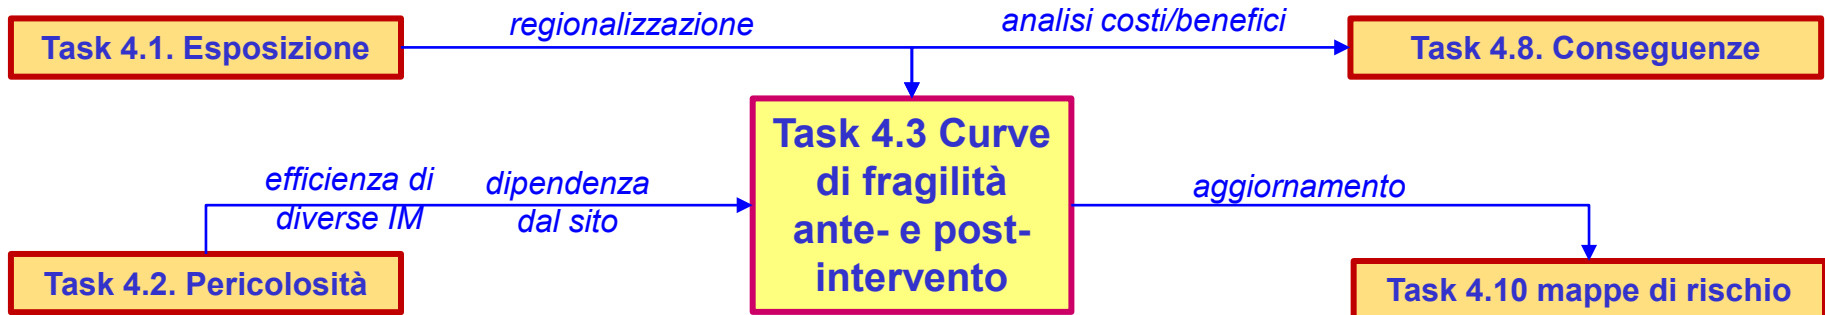 regionalizzazione
analisi costi/benefici
Task 4.1. Esposizione
Task 4.8. Conseguenze
Task 4.3 Curve
di fragilità
ante- e post-
intervento
efficienza di
diverse IM
dipendenza
dal sito
aggiornamento
Task 4.2. Pericolosità
Task 4.10 mappe di rischio